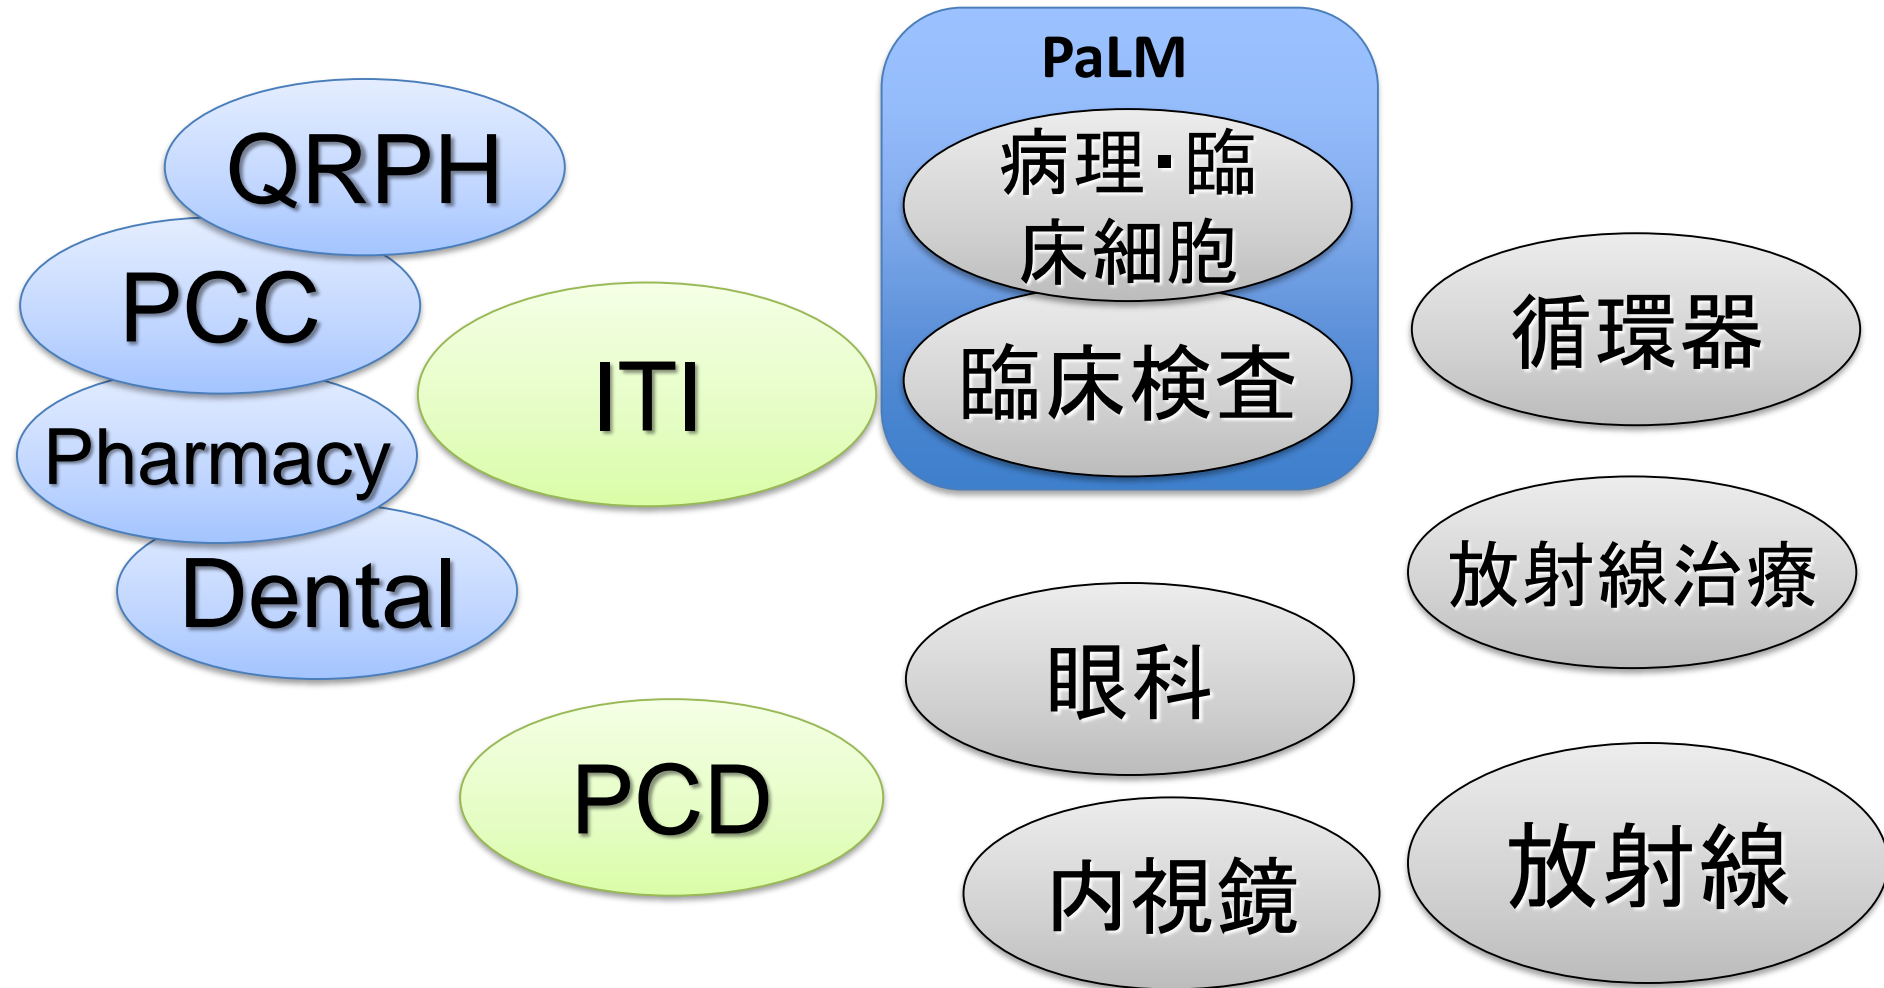 QRPH
PCC
Pharmacy
Dental
ITI
PCD
PaLM
病理・臨
床細胞
臨床検査
眼科
内視鏡
循環器
放射線治療
放射線